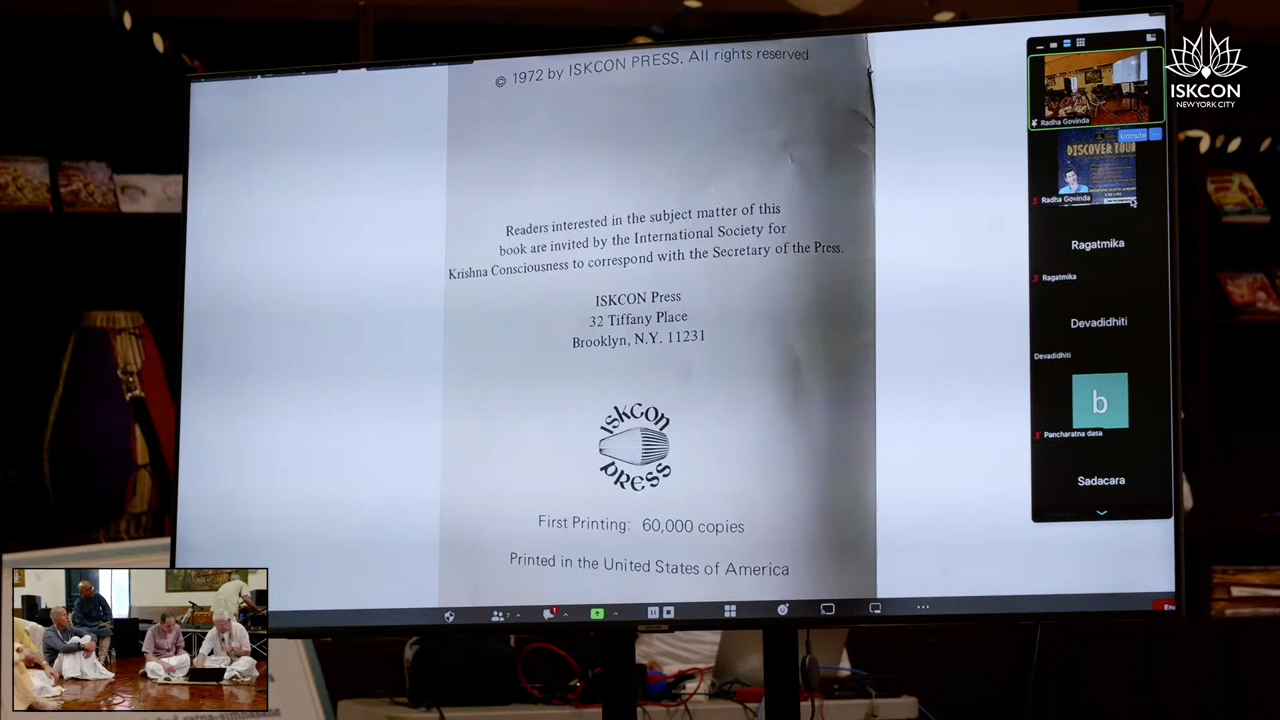 © 1972 by ISKCON PRESS. All rights reserved
Readers interested in the subject matter of this
book are invited by the International Society for
Krishna Consciousness to correspond with the Secretary of the Press.
ISKCON Press
32 Tiffany Place
Brooklyn, N.Y. 11231
ISKCON
PRESS
First Printing: 60,000 copies
Printed in the United States of America
Radha Govinda
Unmute
DISCOVER TOUR
Radha Govinda
Ragatmika
Ragatmika
Devadidhiti
Devadidhiti
b
Pancharatna dasa
Sadacara
7
1
ISKCON
NEW YORK CITY